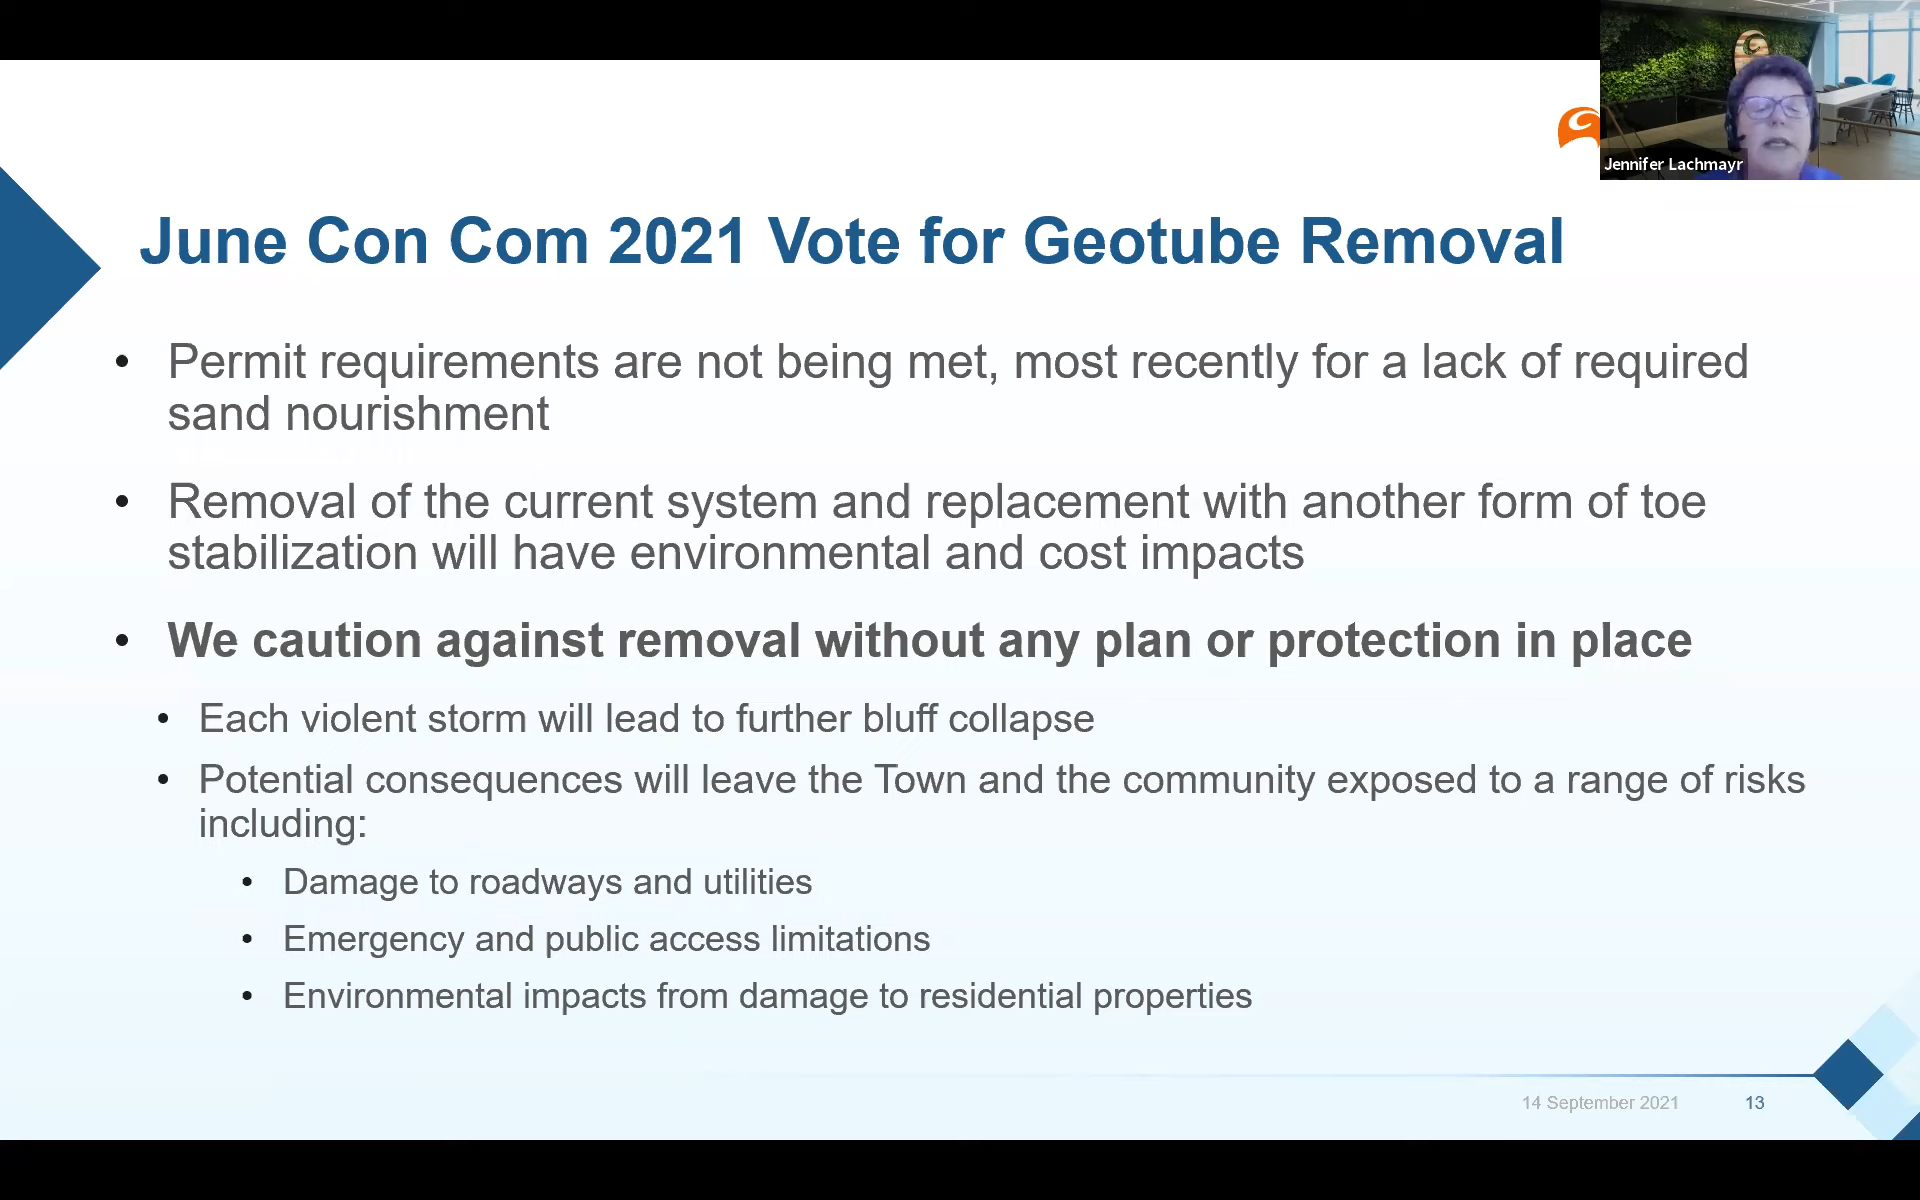 Jennifer Lachmayr
June Con Com 2021 Vote for Geotube Removal
• Permit requirements are not being met, most recently for a lack of required
sand nourishment
• Removal of the current system and replacement with another form of toe
stabilization will have environmental and cost impacts
• We caution against removal without any plan or protection in place
• Each violent storm will lead to further bluff collapse
• Potential consequences will leave the Town and the community exposed to a range of risks
including:
• Damage to roadways and utilities
• Emergency and public access limitations
• Environmental impacts from damage to residential properties
14 September 2021 13